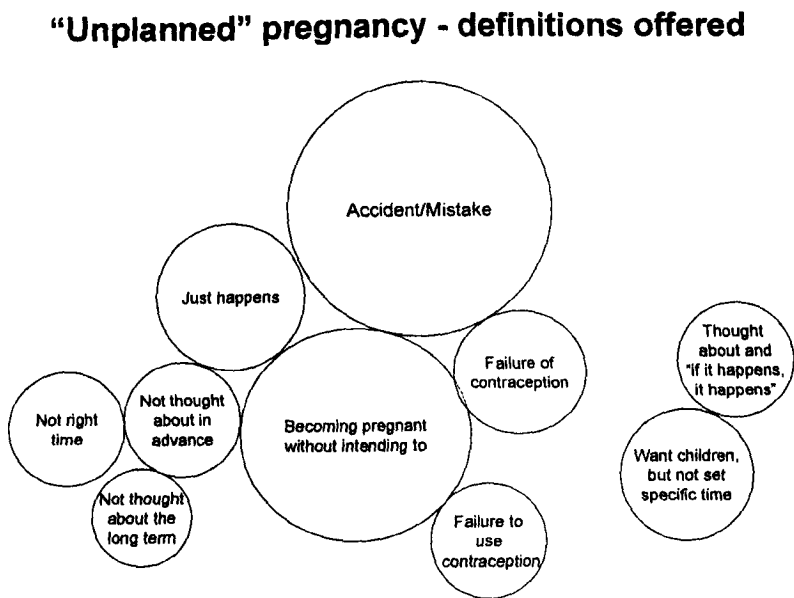 “Unplanned” pregnancy - definitions offered
Accident/Mistake
Just happens
Failure of
contraception
Thought
about and
"if it happens,
it happens"
Not right
time
Not thought
about in
advance
Becoming pregnant
without intending to
Want children,
but not set
specific time
Not thought
about the
long term
Failure to
use
contraception